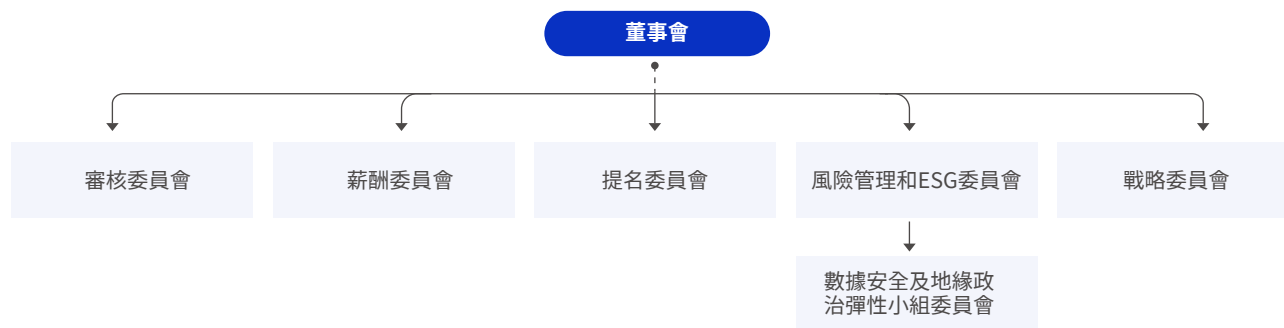 董事會
審核委員會
薪酬委員會
提名委員會
風險管理和ESG委員會
戰略委員會
數據安全及地緣政
治彈性小組委員會